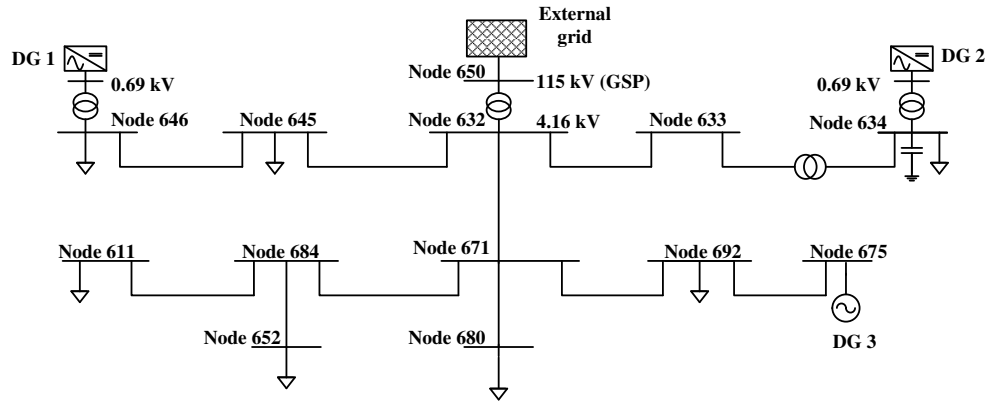 External
grid
DG 1
Node 650
115 kV (GSP)
DG 2
0.69 kV
0.69 kV
Node 646
Node 645
Node 632
4.16 kV
Node 633
Node 634
Node 611
Node 684
Node 671
Node 692
Node 675
Node 652
Node 680
DG 3